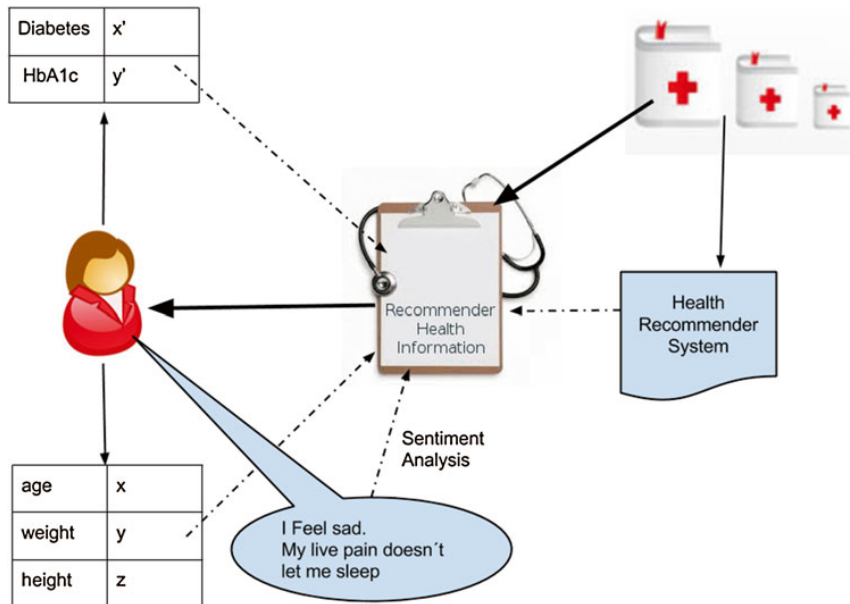 Diabetes x'
HbA1c y'
Recommender
Health
Information
Health
Recommender
System
Sentiment
Analysis
age x
weight y
height z
I Feel sad.
My live pain doesn´t
let me sleep